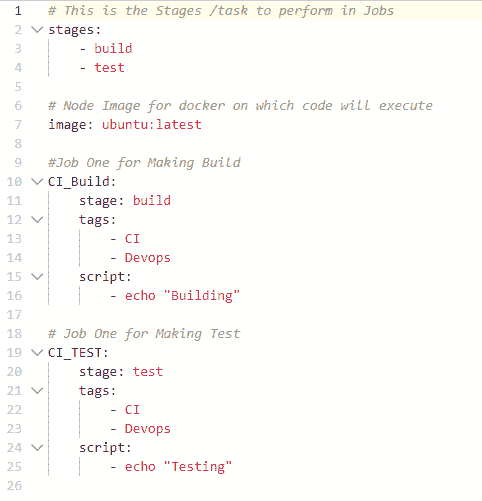 1 # This is the Stages /task to perform in Jobs
2 stages:
3     - build
4     - test
5
6 # Node Image for docker on which code will execute
7 image: ubuntu:latest
8
9 #Job One for Making Build
10 CI_Build:
11     stage: build
12     tags:
13         - CI
14         - Devops
15     script:
16         - echo "Building"
17
18 # Job One for Making Test
19 CI_TEST:
20     stage: test
21     tags:
22         - CI
23         - Devops
24     script:
25         - echo "Testing"
26